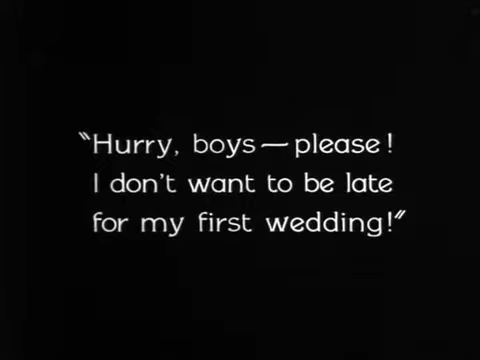 "Hurry, boys — please!
I don't want to be late
for my first wedding!"